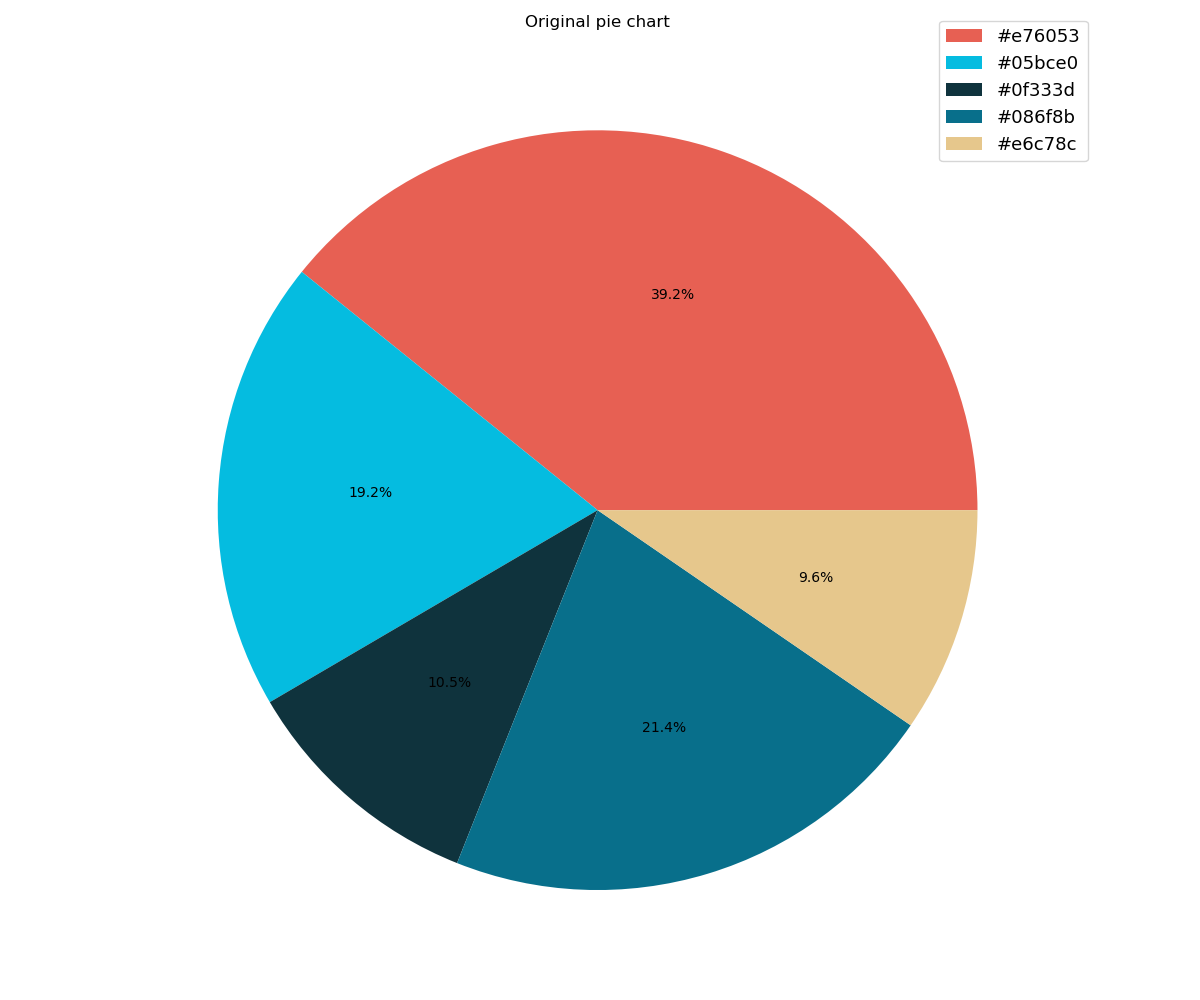 Original pie chart
#e76053
#05bce0
#0f333d
#086f8b
#e6c78c
39.2%
19.2%
10.5%
21.4%
9.6%